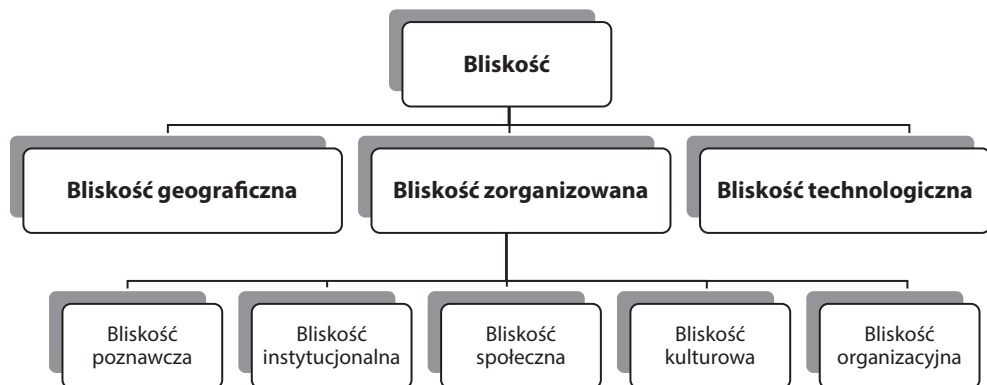 Bliskość
Bliskość geograficzna
Bliskość zorganizowana
Bliskość technologiczna
Bliskość
poznawcza
Bliskość
instytucjonalna
Bliskość
społeczna
Bliskość
kulturowa
Bliskość
organizacyjna